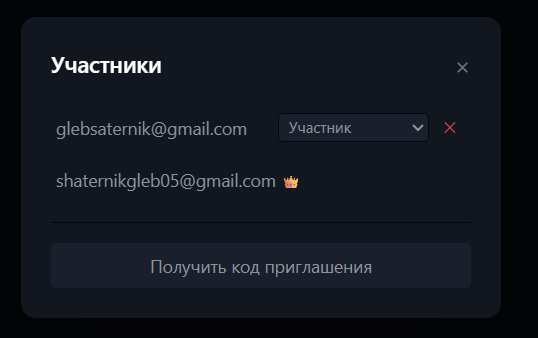 Участники
glebsaternik@gmail.com Участник
shaternikgleb05@gmail.com
Получить код приглашения